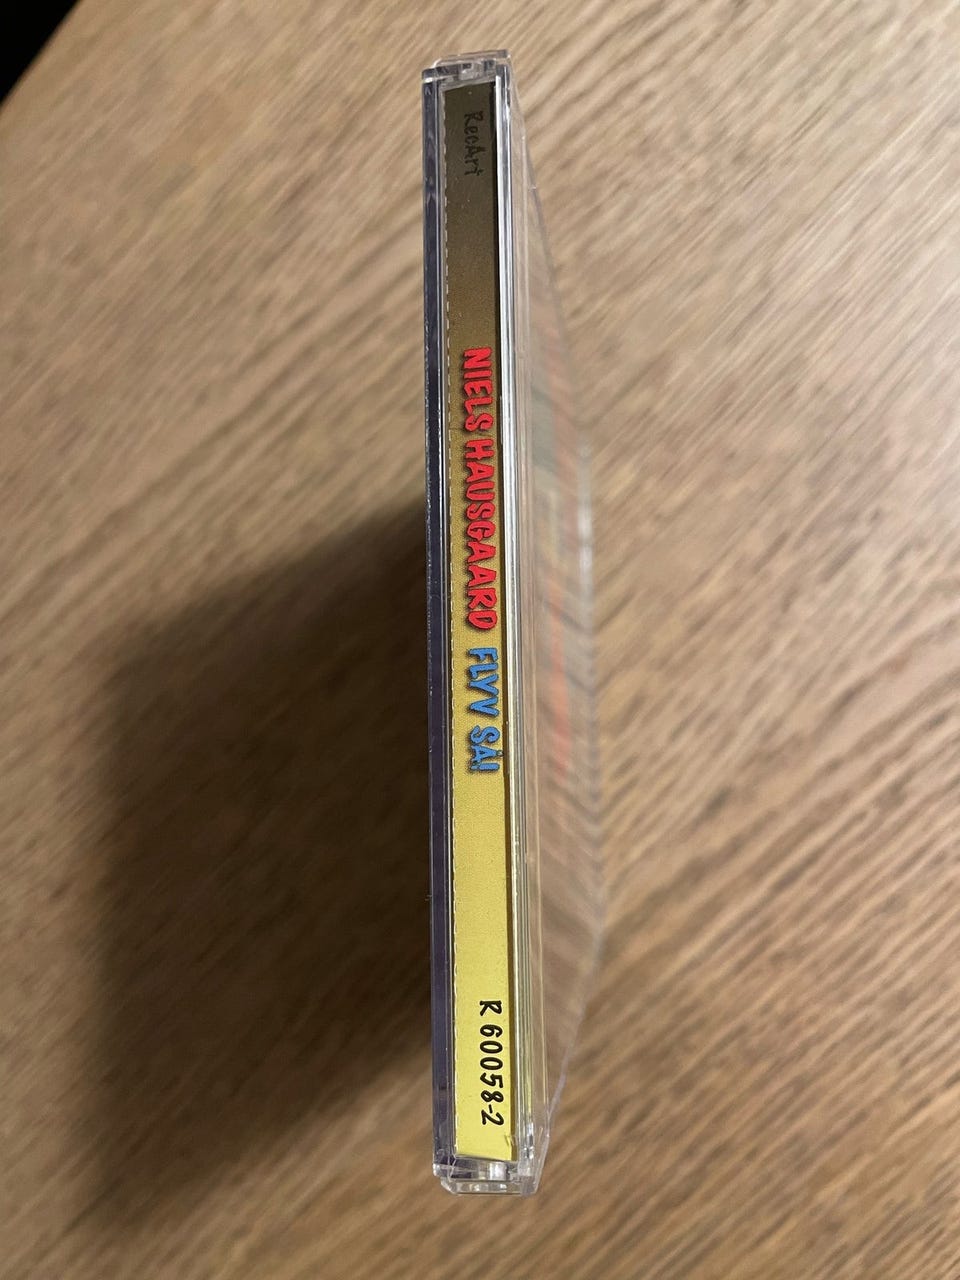 RecArt
NIELS HAUSGAARD FLYV SÅ!
R 60058-2